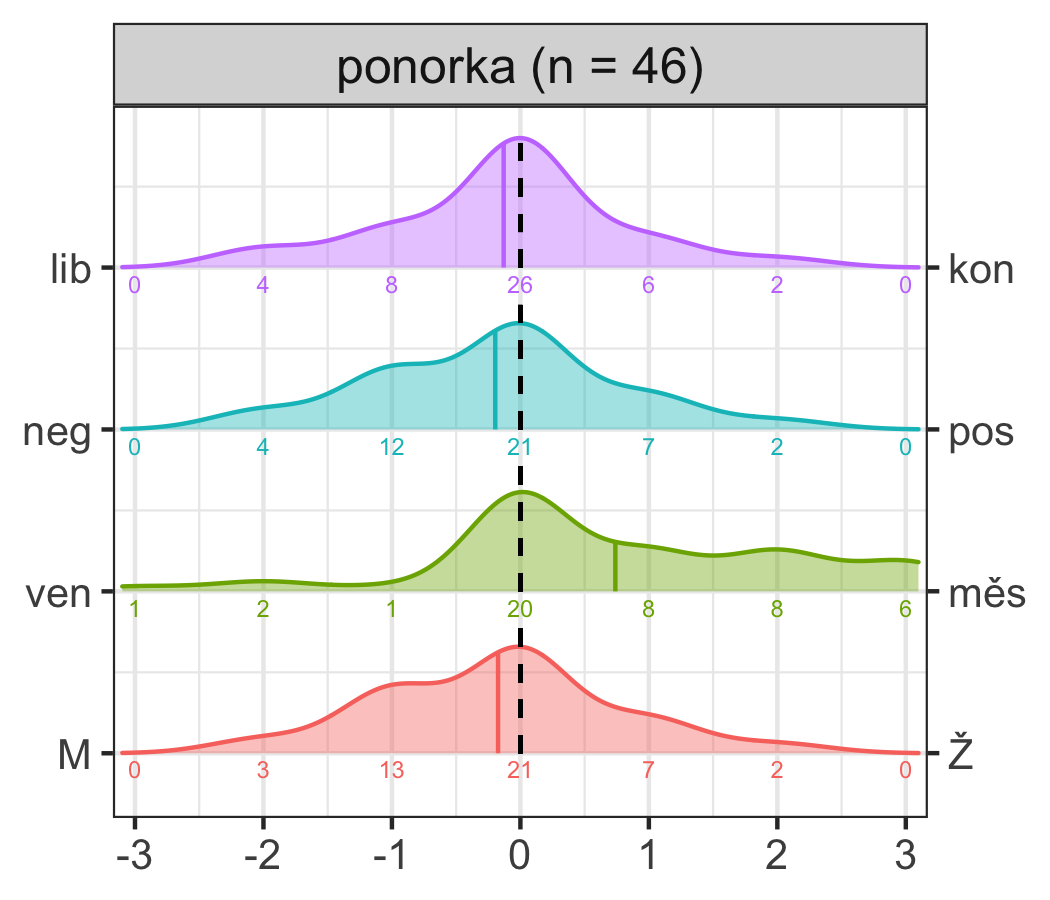 ponorka (n = 46)
lib kon
0 4 8 26 6 2 0
neg pos
0 4 12 21 7 2 0
ven měs
1 2 1 20 8 8 6
M Ž
0 3 13 21 7 2 0
-3 -2 -1 0 1 2 3